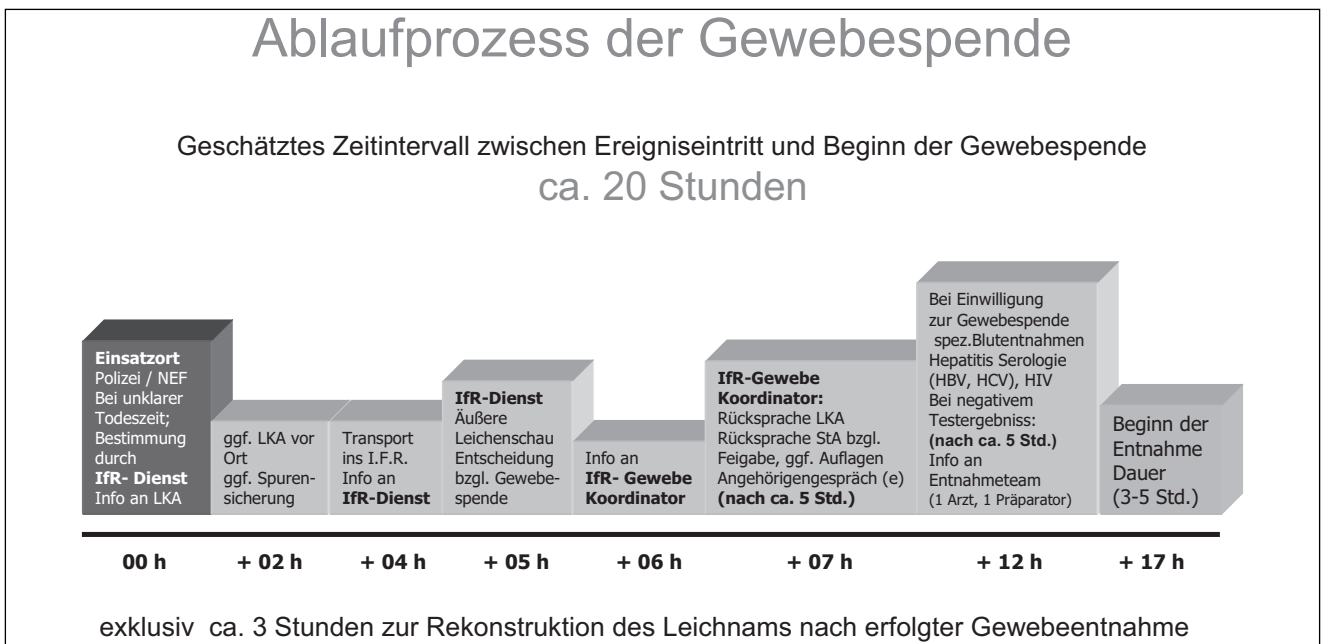 Ablaufprozess der Gewebespende
Geschätztes Zeitintervall zwischen Ereigniseintritt und Beginn der Gewebespende
ca. 20 Stunden
Einsatzort
Polizei / NEF
Bei unklarer
Todeszeit;
Bestimmung
durch
IfR- Dienst
Info an LKA
ggf. LKA vor
Ort
ggf. Spuren-
sicherung
Transport
ins I.F.R.
Info an
IfR-Dienst
IfR-Dienst
Äußere
Leichenschau
Entscheidung
bzgl. Gewebe-
spende
Info an
IfR- Gewebe
Koordinator
IfR-Gewebe
Koordinator:
Rücksprache LKA
Rücksprache StA bzgl.
Feigabe, ggf. Auflagen
Angehörigengespräch (e)
(nach ca. 5 Std.)
Bei Einwilligung
zur Gewebespende
spez.Blutentnahmen
Hepatitis Serologie
(HBV, HCV), HIV
Bei negativem
Testergebniss:
(nach ca. 5 Std.)
Info an
Entnahmeteam
(1 Arzt, 1 Präparator)
Beginn der
Entnahme
Dauer
(3-5 Std.)
00 h + 02 h + 04 h + 05 h + 06 h + 07 h + 12 h + 17 h
exklusiv ca. 3 Stunden zur Rekonstruktion des Leichnams nach erfolgter Gewebeentnahme